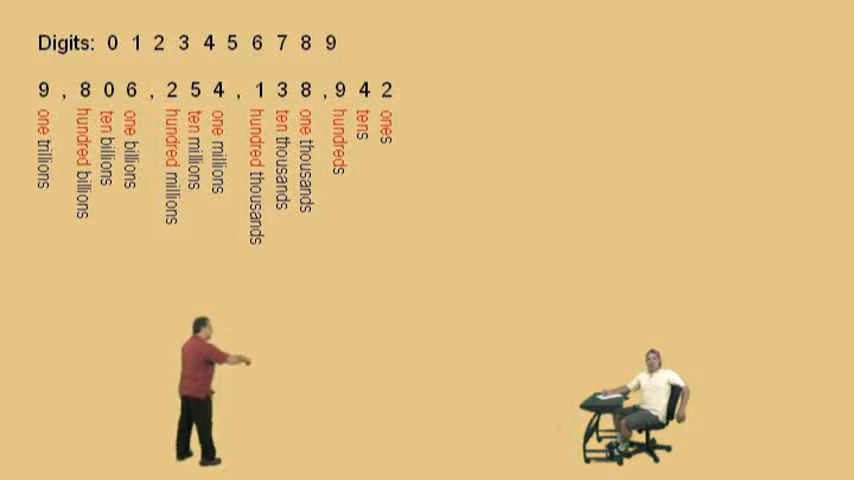 Digits: 0 1 2 3 4 5 6 7 8 9
9 , 8 0 6 , 2 5 4 , 1 3 8 , 9 4 2
one trillions
hundred billions
ten billions
one billions
hundred millions
ten millions
one millions
hundred thousands
ten thousands
one thousands
hundreds
tens
ones